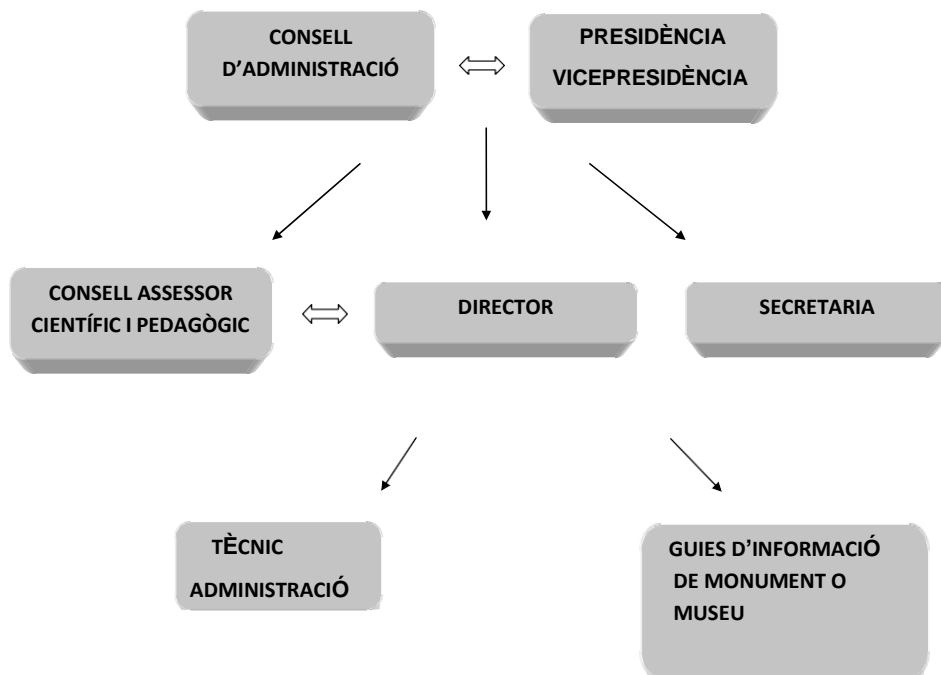 CONSELL
D’ADMINISTRACIÓ
PRESIDÈNCIA
VICEPRESIDÈNCIA
CONSELL ASSESSOR
CIENTÍFIC I PEDAGÒGIC
DIRECTOR
SECRETARIA
TÈCNIC
ADMINISTRACIÓ
GUIES D’INFORMACIÓ
DE MONUMENT O
MUSEU